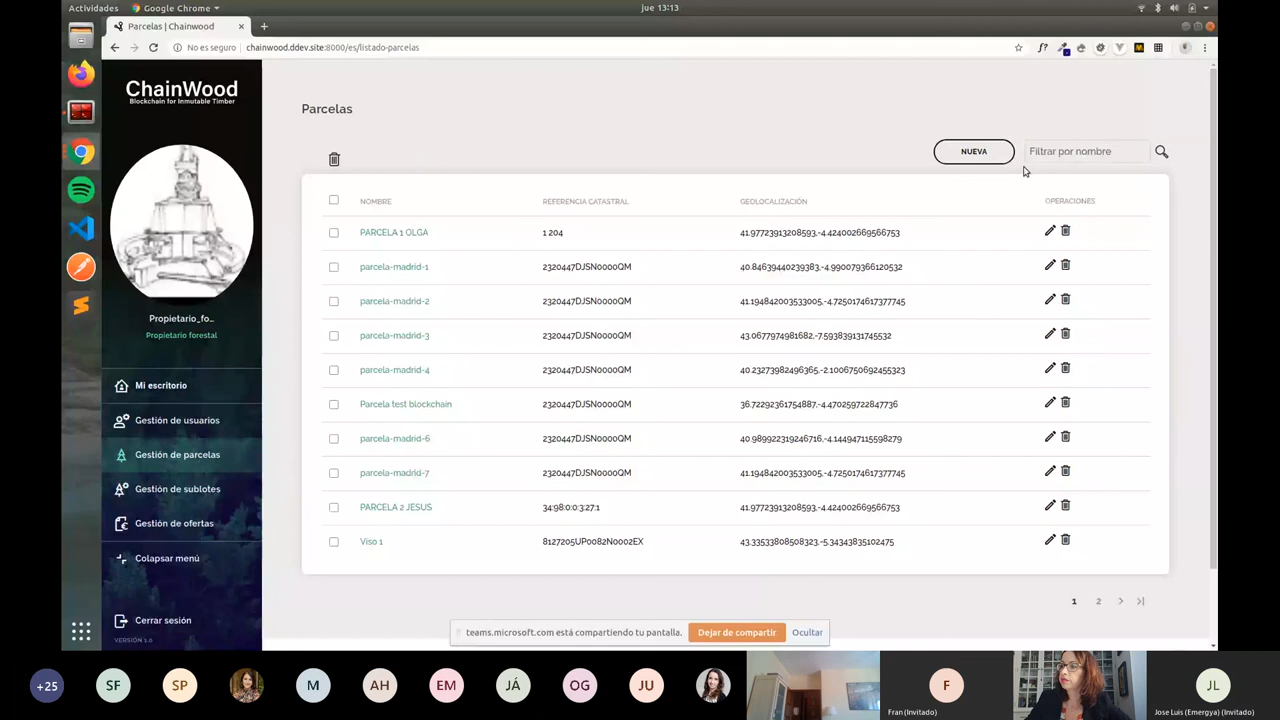 Actividades Google Chrome jue 13:13
Parcelas | Chainwood
No es seguro chainwood.ddev.site:8000/es/listado-parcelas
ChainWood
Blockchain for Inmutable Timber
Propietario_fo...
Propietario forestal
Mi escritorio
Gestión de usuarios
Gestión de parcelas
Gestión de sublotes
Gestión de ofertas
Colapsar menú
Cerrar sesión
VERSIÓN 1.0
Parcelas
NUEVA Filtrar por nombre
NOMBRE REFERENCIA CATASTRAL GEOLOCALIZACIÓN OPERACIONES
PARCELA 1 OLGA 1 204 41.97723913208593,-4.424002669566753
parcela-madrid-1 2320447DJSN0000QM 40.84639440239383,-4.990079366120532
parcela-madrid-2 2320447DJSN0000QM 41.194842003533005,-4.7250174617377745
parcela-madrid-3 2320447DJSN0000QM 43.0677974981682,-7.593839131745532
parcela-madrid-4 2320447DJSN0000QM 40.23273982496365,-2.1006750692455323
Parcela test blockchain 2320447DJSN0000QM 36.72292361754887,-4.470259722847736
parcela-madrid-6 2320447DJSN0000QM 40.989922319246716,-4.144947115598279
parcela-madrid-7 2320447DJSN0000QM 41.194842003533005,-4.7250174617377745
PARCELA 2 JESUS 34:98:0:0:3:27:1 41.97723913208593,-4.424002669566753
Viso 1 8127205UP0082N0002EX 43.33533808508323,-5.34343835102475
1 2
teams.microsoft.com está compartiendo tu pantalla. Dejar de compartir Ocultar
+25 SF SP M AH EM JÁ OG JU F JL
Fran (Invitado) Jose Luis (Emergya) (Invitado)